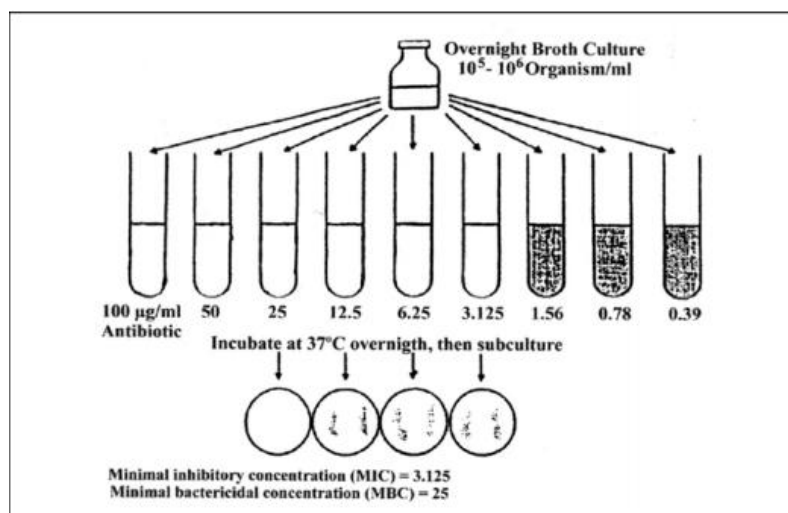 Overnight Broth Culture
10⁵- 10⁶ Organism/ml
100 µg/ml 50 25 12.5 6.25 3.125 1.56 0.78 0.39
Antibiotic
Incubate at 37ºC overnigth, then subculture
Minimal inhibitory concentration (MIC) = 3.125
Minimal bactericidal concentration (MBC) = 25